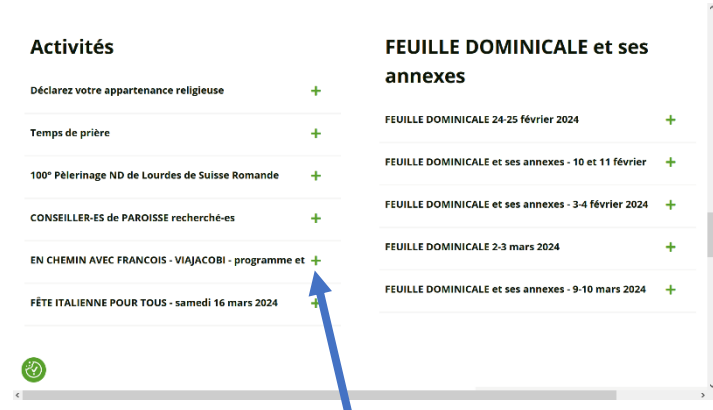 Activités
Déclarez votre appartenance religieuse
Temps de prière
100° Pèlerinage ND de Lourdes de Suisse Romande
CONSEILLER-ES de PAROISSE recherché-es
EN CHEMIN AVEC FRANCOIS - VIAJACOBI - programme et
FÊTE ITALIENNE POUR TOUS - samedi 16 mars 2024
FEUILLE DOMINICALE et ses
annexes
FEUILLE DOMINICALE 24-25 février 2024
FEUILLE DOMINICALE et ses annexes - 10 et 11 février
FEUILLE DOMINICALE et ses annexes - 3-4 février 2024
FEUILLE DOMINICALE 2-3 mars 2024
FEUILLE DOMINICALE et ses annexes - 9-10 mars 2024